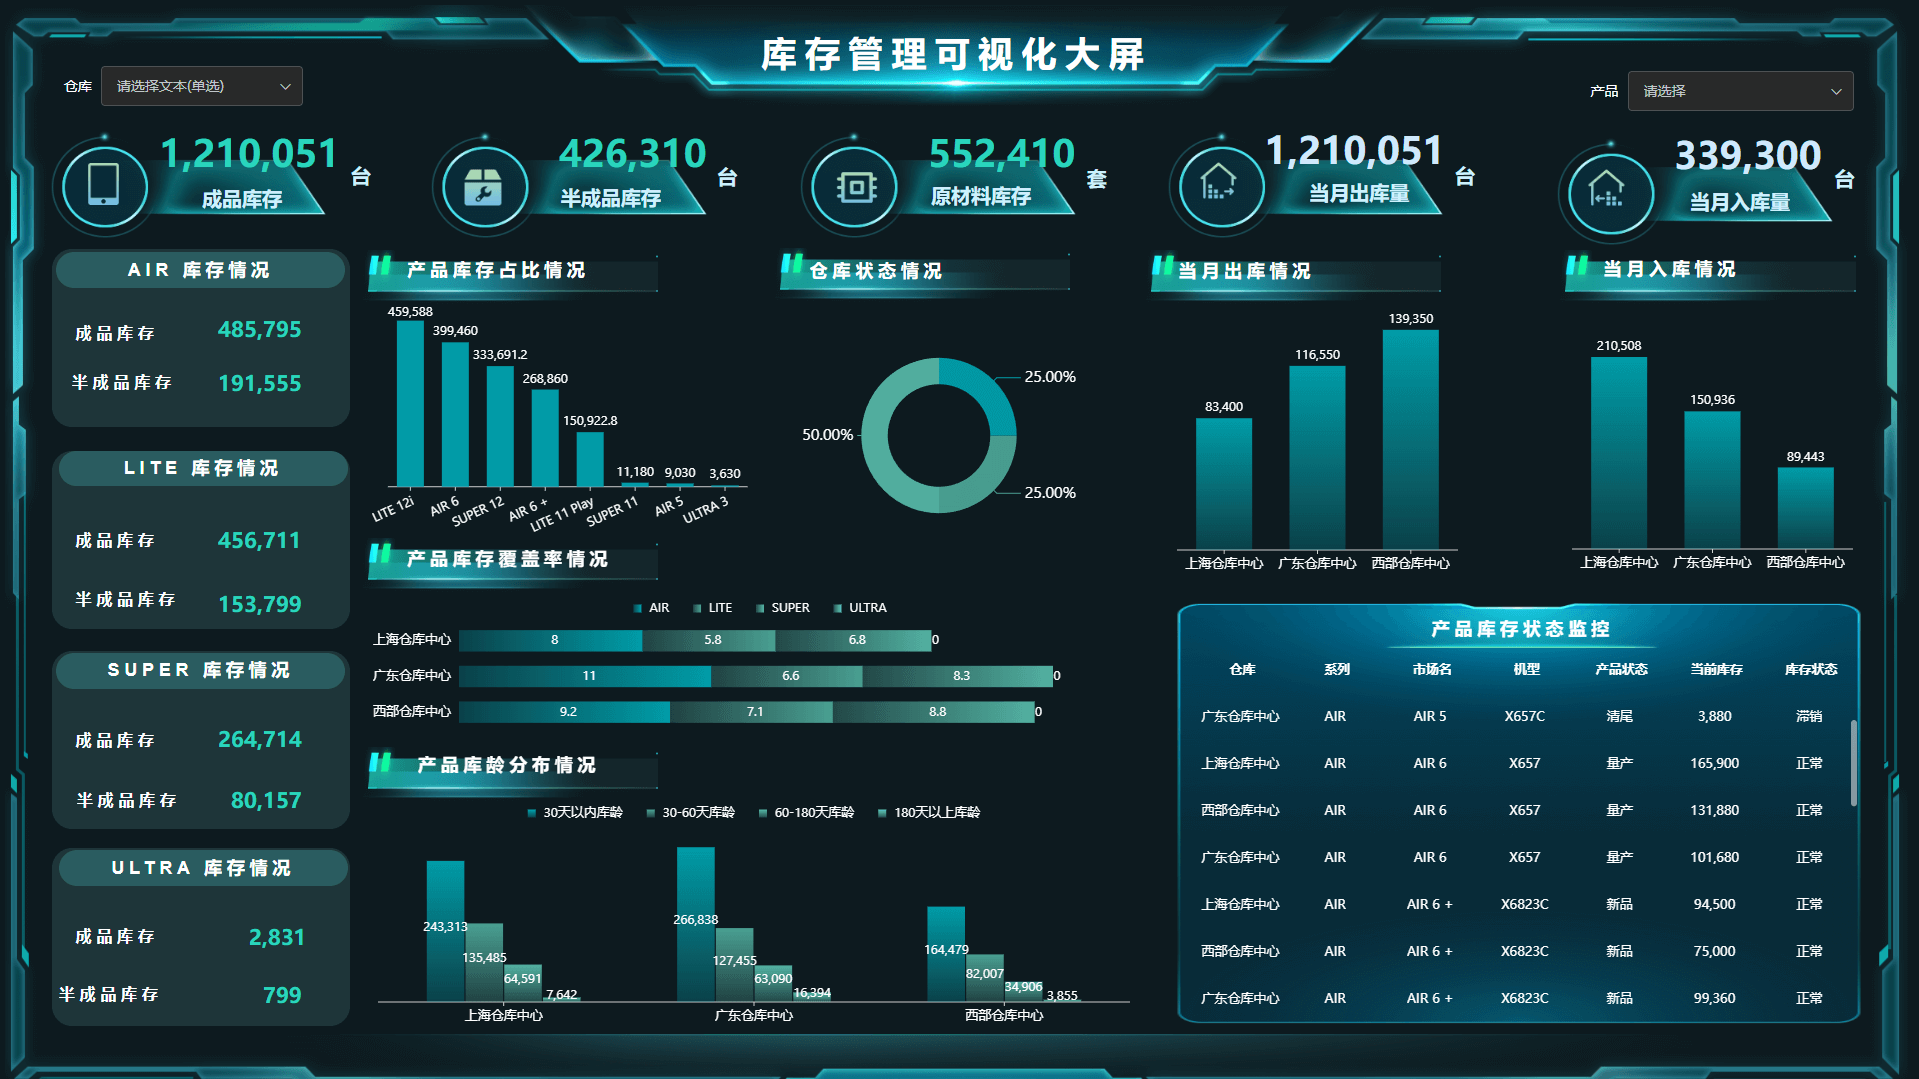 库存管理可视化大屏
仓库 请选择文本(单选)
产品 请选择
1,210,051 台
成品库存
426,310 台
半成品库存
552,410 套
原材料库存
1,210,051 台
当月出库量
339,300 台
当月入库量
AIR 库存情况
成品库存 485,795
半成品库存 191,555
LITE 库存情况
成品库存 456,711
半成品库存 153,799
SUPER 库存情况
成品库存 264,714
半成品库存 80,157
ULTRA 库存情况
成品库存 2,831
半成品库存 799
产品库存占比情况
459,588
399,460
333,691.2
268,860
150,922.8
11,180
9,030
3,630
LITE 12i
AIR 6
SUPER 12
AIR 6 +
LITE 11 Play
SUPER 11
AIR 5
ULTRA 3
产品库存覆盖率情况
AIR LITE SUPER ULTRA
上海仓库中心 8 5.8 6.8 0
广东仓库中心 11 6.6 8.3 0
西部仓库中心 9.2 7.1 8.8 0
产品库龄分布情况
30天以内库龄 30-60天库龄 60-180天库龄 180天以上库龄
243,313
135,485
64,591
7,642
266,838
127,455
63,090
16,394
164,479
82,007
34,906
3,855
上海仓库中心 广东仓库中心 西部仓库中心
仓库状态情况
25.00%
50.00%
25.00%
当月出库情况
83,400
116,550
139,350
上海仓库中心 广东仓库中心 西部仓库中心
当月入库情况
210,508
150,936
89,443
上海仓库中心 广东仓库中心 西部仓库中心
产品库存状态监控
仓库 系列 市场名 机型 产品状态 当前库存 库存状态
广东仓库中心 AIR AIR 5 X657C 清尾 3,880 滞销
上海仓库中心 AIR AIR 6 X657 量产 165,900 正常
西部仓库中心 AIR AIR 6 X657 量产 131,880 正常
广东仓库中心 AIR AIR 6 X657 量产 101,680 正常
上海仓库中心 AIR AIR 6 + X6823C 新品 94,500 正常
西部仓库中心 AIR AIR 6 + X6823C 新品 75,000 正常
广东仓库中心 AIR AIR 6 + X6823C 新品 99,360 正常